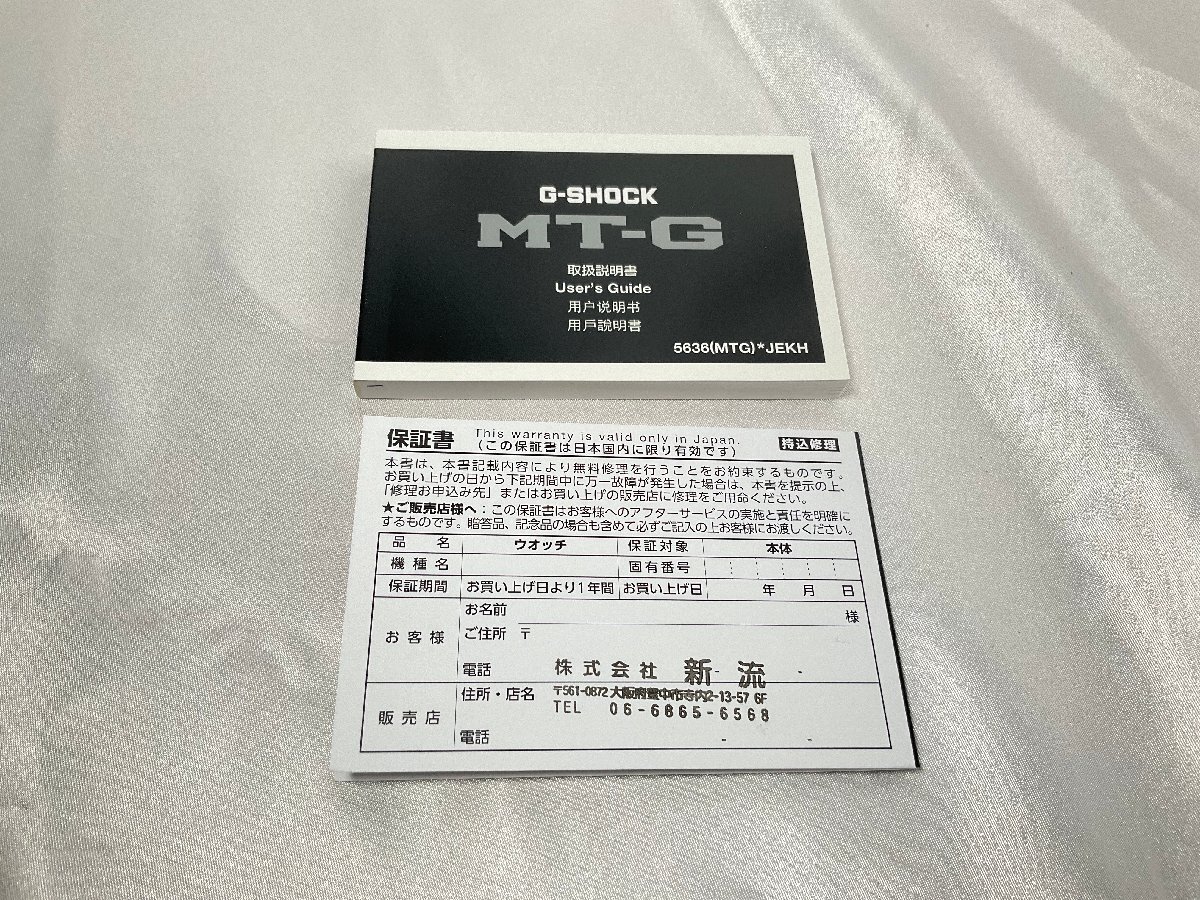 G-SHOCK
MT-G
取扱説明書
User's Guide
用户说明书
用戶說明書
5636(MTG)*JEKH
保証書 This warranty is valid only in Japan. 持込修理
(この保証書は日本国内に限り有効です)
本書は、本書記載内容により無料修理を行うことをお約束するものです。
お買い上げの日から下記期間中に万一故障が発生した場合は、本書を提示の上、
「修理お申込み先」またはお買い上げの販売店に修理をご用命ください。
★ご販売店様へ:この保証書はお客様へのアフターサービスの実施と責任を明確に
するものです。贈答品、記念品の場合も含めて必ずご記入の上お客様にお渡しください。
品名 ウオッチ 保証対象 本体
機種名 固有番号
保証期間 お買い上げ日より1年間 お買い上げ日 年 月 日
お客様 お名前 様
ご住所 〒
電話 - -
株式会社 新流
販売店 住所・店名 〒561-0872 大阪府豊中市寺内2-13-57 6F
TEL 06-6865-6568
電話 - -